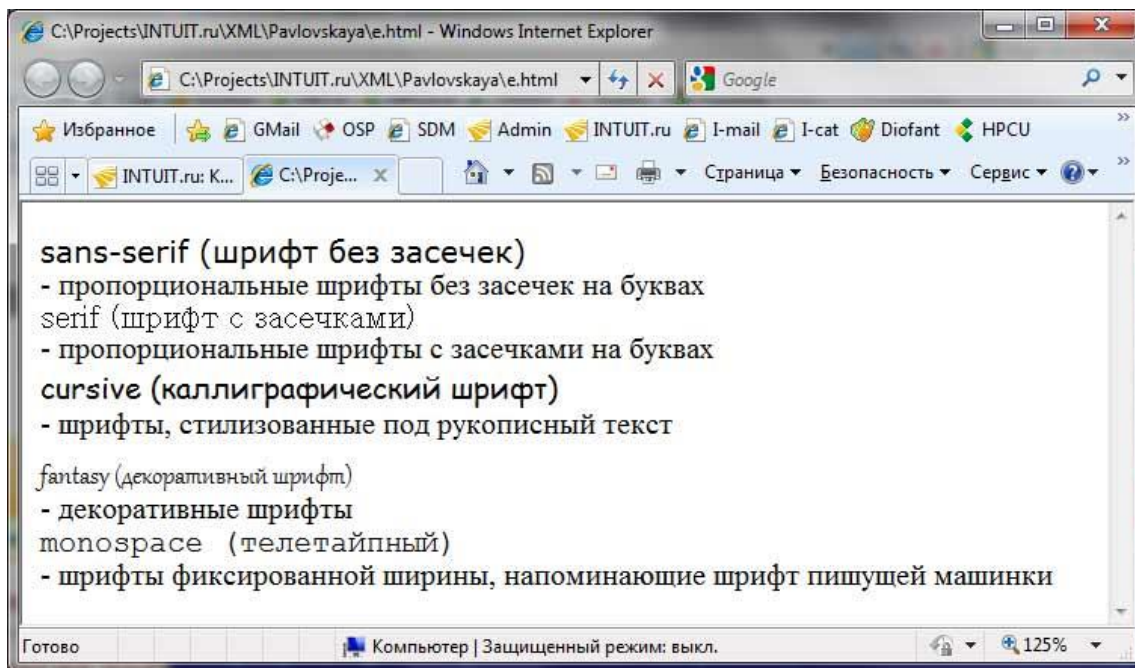 C:\Projects\INTUIT.ru\XML\Pavlovskaya\e.html - Windows Internet Explorer
C:\Projects\INTUIT.ru\XML\Pavlovskaya\e.html Google
Избранное GMail OSP SDM Admin INTUIT.ru I-mail I-cat Diofant HPCU
INTUIT.ru: K... C:\Proje... Страница Безопасность Сервис
sans-serif (шрифт без засечек)
- пропорциональные шрифты без засечек на буквах
serif (шрифт с засечками)
- пропорциональные шрифты с засечками на буквах
cursive (каллиграфический шрифт)
- шрифты, стилизованные под рукописный текст
fantasy (декоративный шрифт)
- декоративные шрифты
monospace (телетайпный)
- шрифты фиксированной ширины, напоминающие шрифт пишущей машинки
Готово Компьютер | Защищенный режим: выкл. 125%